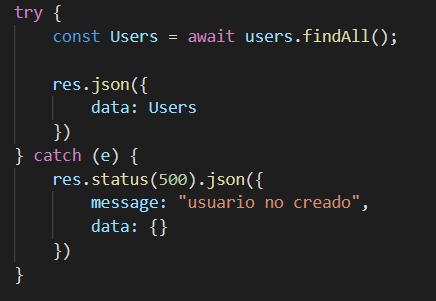 try {
    const Users = await users.findAll();
    res.json({
        data: Users
    })
} catch (e) {
    res.status(500).json({
        message: "usuario no creado",
        data: {}
    })
}